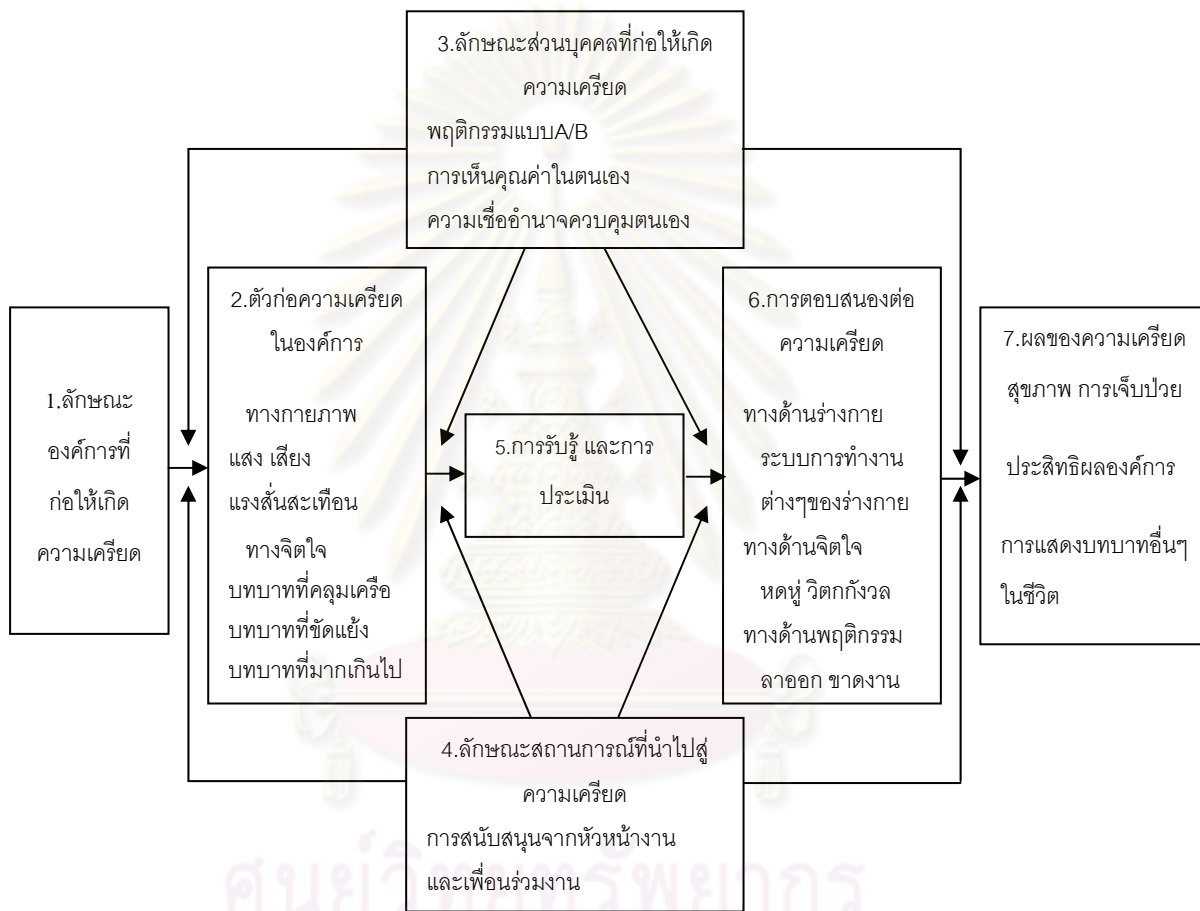 3.ลักษณะส่วนบุคคลที่ก่อให้เกิด
ความเครียด
พฤติกรรมแบบA/B
การเห็นคุณค่าในตนเอง
ความเชื่ออำนาจควบคุมตนเอง
1.ลักษณะ
องค์การที่
ก่อให้เกิด
ความเครียด
2.ตัวก่อความเครียด
ในองค์การ
ทางกายภาพ
แสง เสียง
แรงสั่นสะเทือน
ทางจิตใจ
บทบาทที่คลุมเครือ
บทบาทที่ขัดแย้ง
บทบาทที่มากเกินไป
5.การรับรู้ และการ
ประเมิน
6.การตอบสนองต่อ
ความเครียด
ทางด้านร่างกาย
ระบบการทำงาน
ต่างๆของร่างกาย
ทางด้านจิตใจ
หดหู่ วิตกกังวล
ทางด้านพฤติกรรม
ลาออก ขาดงาน
7.ผลของความเครียด
สุขภาพ การเจ็บป่วย
ประสิทธิผลองค์การ
การแสดงบทบาทอื่นๆ
ในชีวิต
4.ลักษณะสถานการณ์ที่นำไปสู่
ความเครียด
การสนับสนุนจากหัวหน้างาน
และเพื่อนร่วมงาน
ศูนย์วิทยทรัพยากร